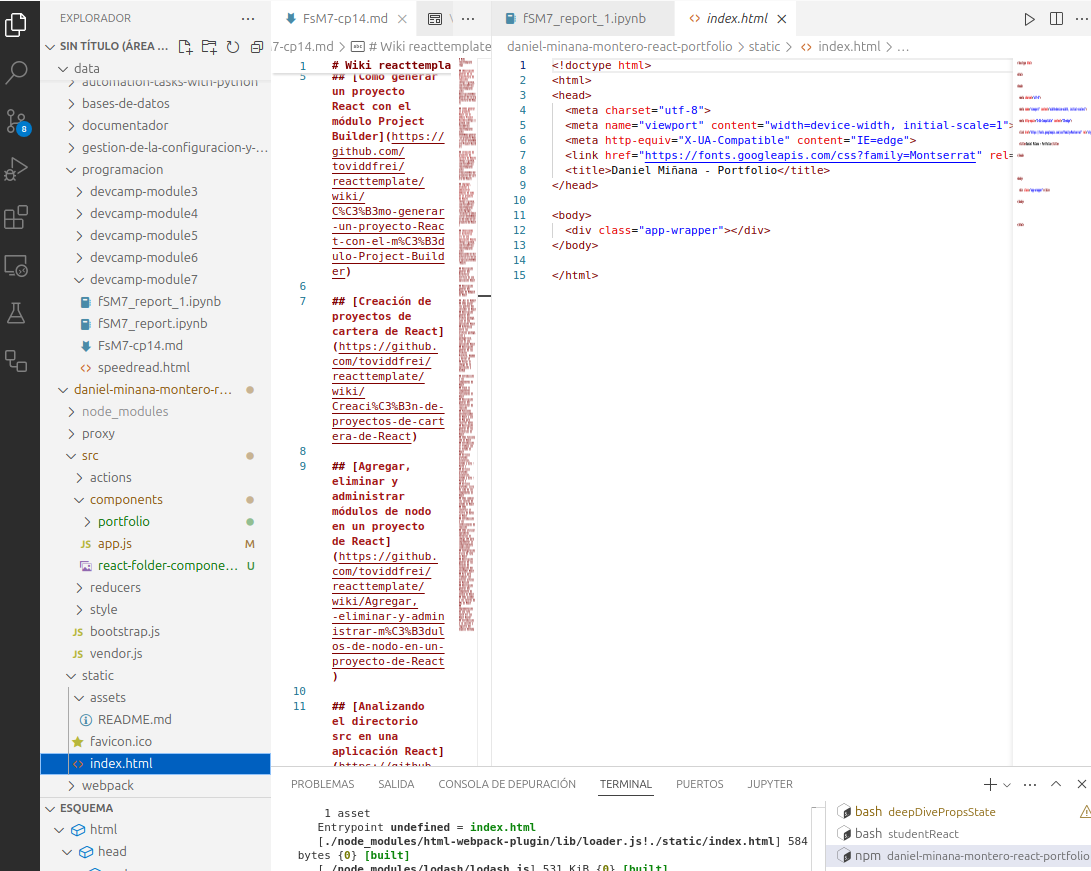 EXPLORADOR
SIN TÍTULO (ÁREA ...
data
automation-tasks-with-python
bases-de-datos
documentador
gestion-de-la-configuracion-y-...
programacion
devcamp-module3
devcamp-module4
devcamp-module5
devcamp-module6
devcamp-module7
fSM7_report_1.ipynb
fSM7_report.ipynb
FsM7-cp14.md
speedread.html
daniel-minana-montero-r...
node_modules
proxy
src
actions
components
portfolio
JS app.js M
react-folder-compone... U
reducers
style
JS bootstrap.js
JS vendor.js
static
assets
README.md
favicon.ico
index.html
webpack
ESQUEMA
html
head
8
FsM7-cp14.md
7-cp14.md > # Wiki reacttemplate
1 # Wiki reacttempla
5 ## [Cómo generar
un proyecto
React con el
módulo Project
Builder](https://
github.com/
toviddfrei/
reacttemplate/
wiki/
C%C3%B3mo-generar
-un-proyecto-Reac
t-con-el-m%C3%B3d
ulo-Project-Build
er)
6
7 ## [Creación de
proyectos de
cartera de React]
(https://github.
com/toviddfrei/
reacttemplate/
wiki/
Creaci%C3%B3n-de-
proyectos-de-cart
era-de-React)
8
9 ## [Agregar,
eliminar y
administrar
módulos de nodo
en un proyecto
de React]
(https://github.
com/toviddfrei/
reacttemplate/
wiki/Agregar,
-eliminar-y-admin
istrar-m%C3%B3dul
os-de-nodo-en-un-
proyecto-de-React
)
10
11 ## [Analizando
el directorio
src en una
aplicación React]
(https://github.
fSM7_report_1.ipynb
index.html
daniel-minana-montero-react-portfolio > static > index.html > ...
1 <!doctype html>
2 <html>
3 <head>
4 <meta charset="utf-8">
5 <meta name="viewport" content="width=device-width, initial-scale=1">
6 <meta http-equiv="X-UA-Compatible" content="IE=edge">
7 <link href="https://fonts.googleapis.com/css?family=Montserrat" rel=
8 <title>Daniel Miñana - Portfolio</title>
9 </head>
10
11 <body>
12 <div class="app-wrapper"></div>
13 </body>
14
15 </html>
PROBLEMAS SALIDA CONSOLA DE DEPURACIÓN TERMINAL PUERTOS JUPYTER
1 asset
Entrypoint undefined = index.html
[./node_modules/html-webpack-plugin/lib/loader.js!./static/index.html] 584
bytes {0} [built]
[./node_modules/lodash/lodash.js] 531 KiB {0} [built]
bash deepDivePropsState
bash studentReact
npm daniel-minana-montero-react-portfolio